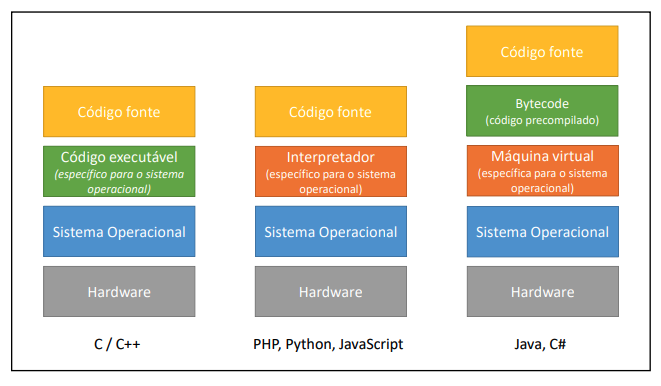 Código fonte
Código executável
(específico para o sistema
operacional)
Sistema Operacional
Hardware
C / C++
Código fonte
Interpretador
(específico para o sistema
operacional)
Sistema Operacional
Hardware
PHP, Python, JavaScript
Código fonte
Bytecode
(código precompilado)
Máquina virtual
(específica para o sistema
operacional)
Sistema Operacional
Hardware
Java, C#